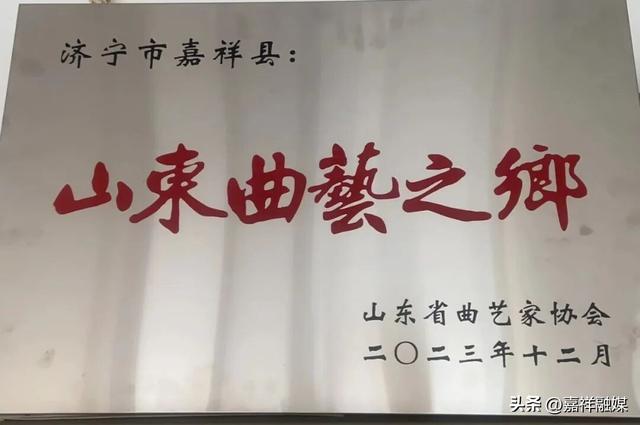 济宁市嘉祥县：
山东曲藝之鄉
山东省曲艺家协会
二〇二三年十二月
头条 @嘉祥融媒